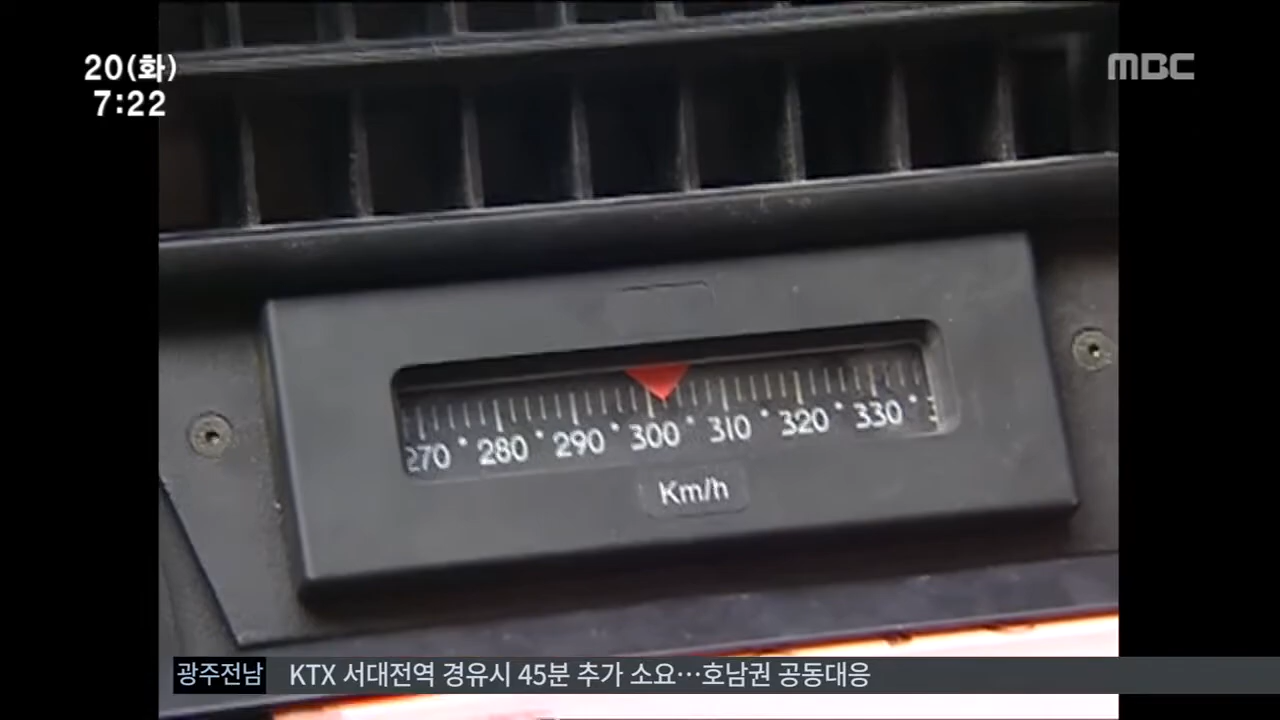 20(화)
7:22
MBC
270 280 290 300 310 320 330
Km/h
광주전남 KTX 서대전역 경유시 45분 추가 소요…호남권 공동대응